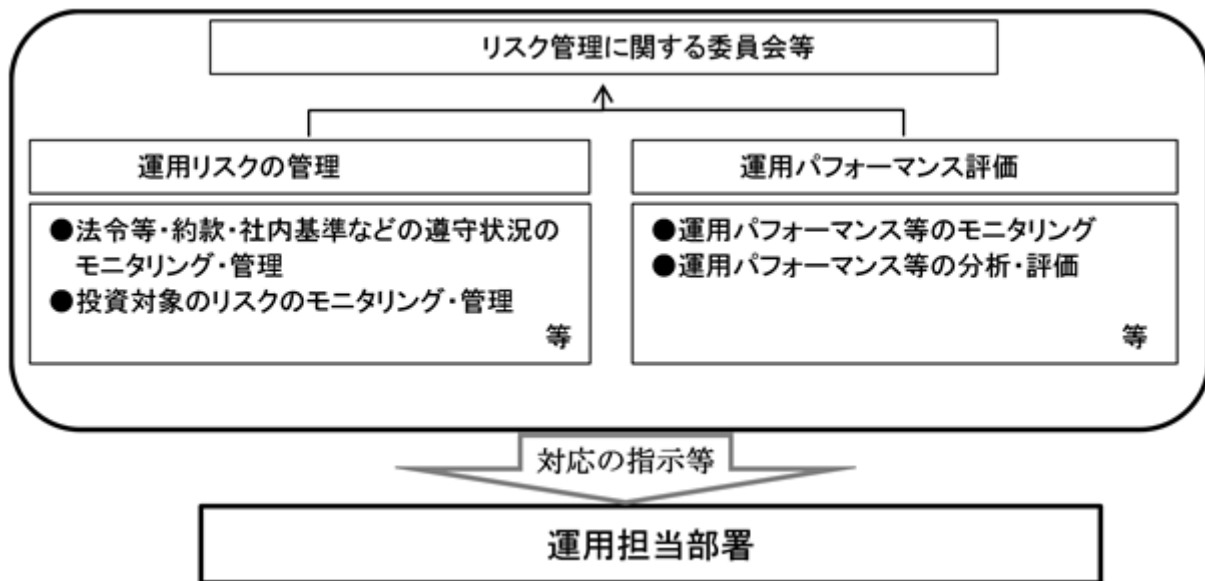 リスク管理に関する委員会等
運用リスクの管理
●法令等・約款・社内基準などの遵守状況の
モニタリング・管理
●投資対象のリスクのモニタリング・管理
等
運用パフォーマンス評価
●運用パフォーマンス等のモニタリング
●運用パフォーマンス等の分析・評価
等
対応の指示等
運用担当部署